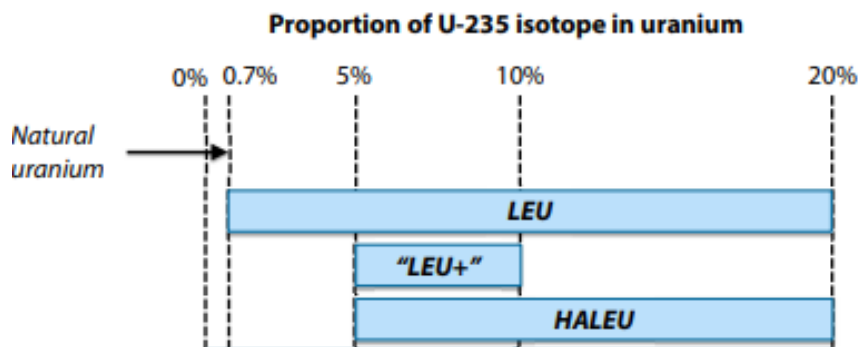 Proportion of U-235 isotope in uranium
0% 0.7% 5% 10% 20%
Natural
uranium
LEU
“LEU+”
HALEU